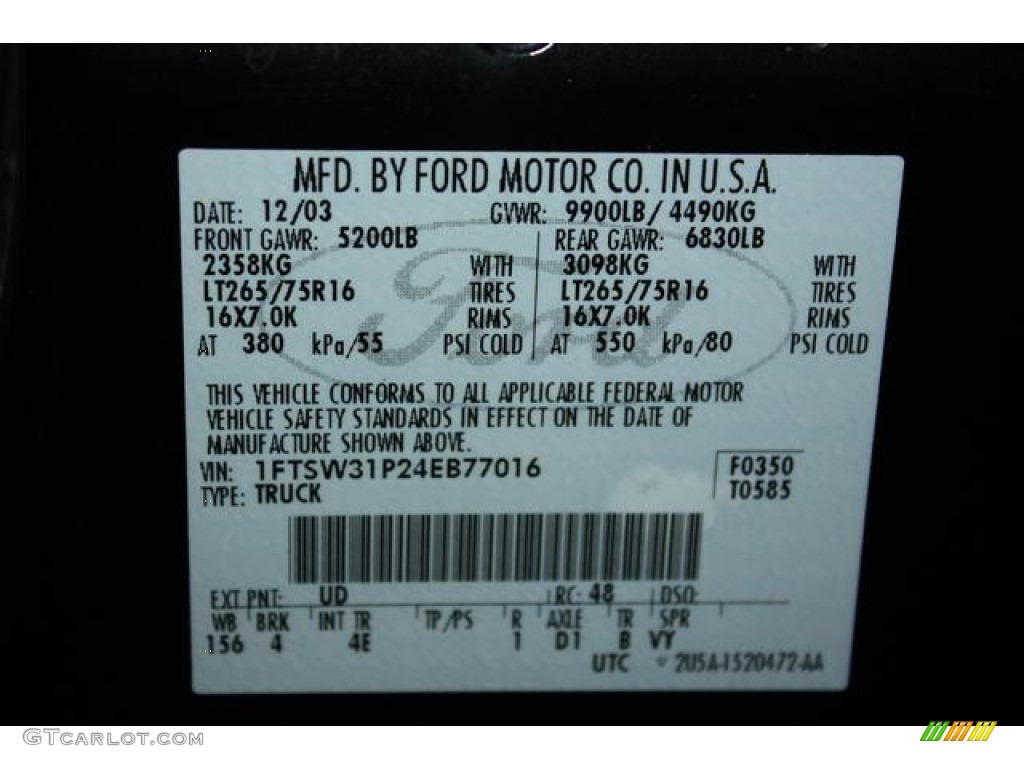 MFD. BY FORD MOTOR CO. IN U.S.A.
DATE: 12/03 GVWR: 9900LB/ 4490KG
FRONT GAWR: 5200LB REAR GAWR: 6830LB
2358KG WITH 3098KG WITH
LT265/75R16 TIRES LT265/75R16 TIRES
16X7.0K RIMS 16X7.0K RIMS
AT 380 kPa/55 PSI COLD AT 550 kPa/80 PSI COLD
Ford
THIS VEHICLE CONFORMS TO ALL APPLICABLE FEDERAL MOTOR
VEHICLE SAFETY STANDARDS IN EFFECT ON THE DATE OF
MANUFACTURE SHOWN ABOVE.
VIN: 1FTSW31P24EB77016 F0350
TYPE: TRUCK T0585
EXT PNT: UD RC: 48 DSO:
WB BRK INT TR TP/PS R AXLE TR SPR
156 4 4E 1 D1 B VY
UTC 2U5A-1520472-AA
GTCARLOT.COM